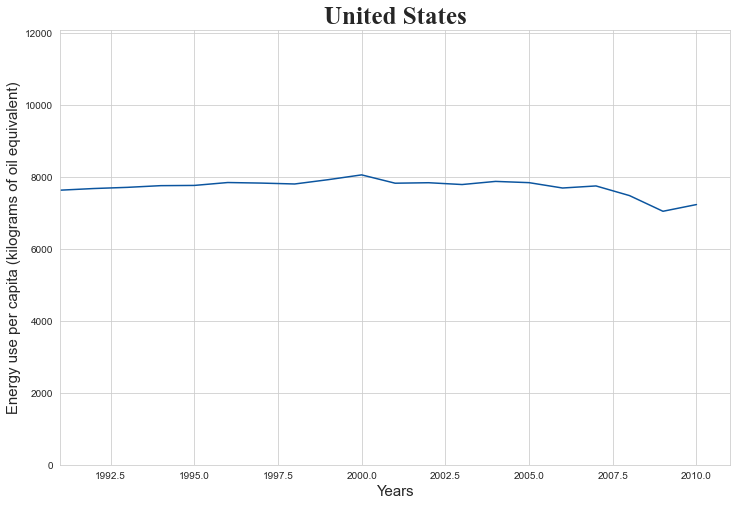 United States
Energy use per capita (kilograms of oil equivalent)
12000
10000
8000
6000
4000
2000
0
1992.5 1995.0 1997.5 2000.0 2002.5 2005.0 2007.5 2010.0
Years